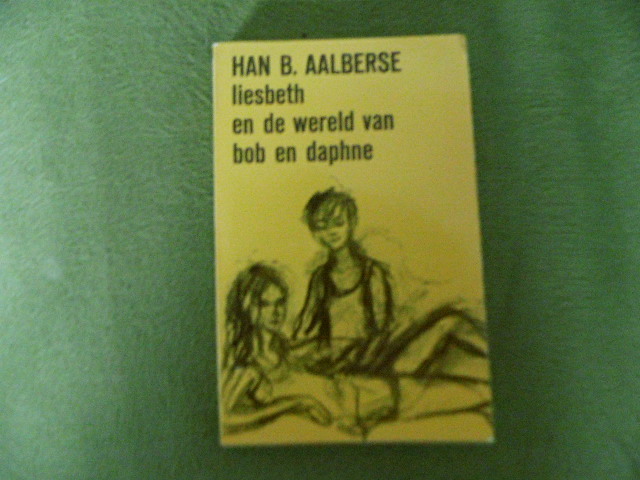 HAN B. AALBERSE
liesbeth
en de wereld van
bob en daphne